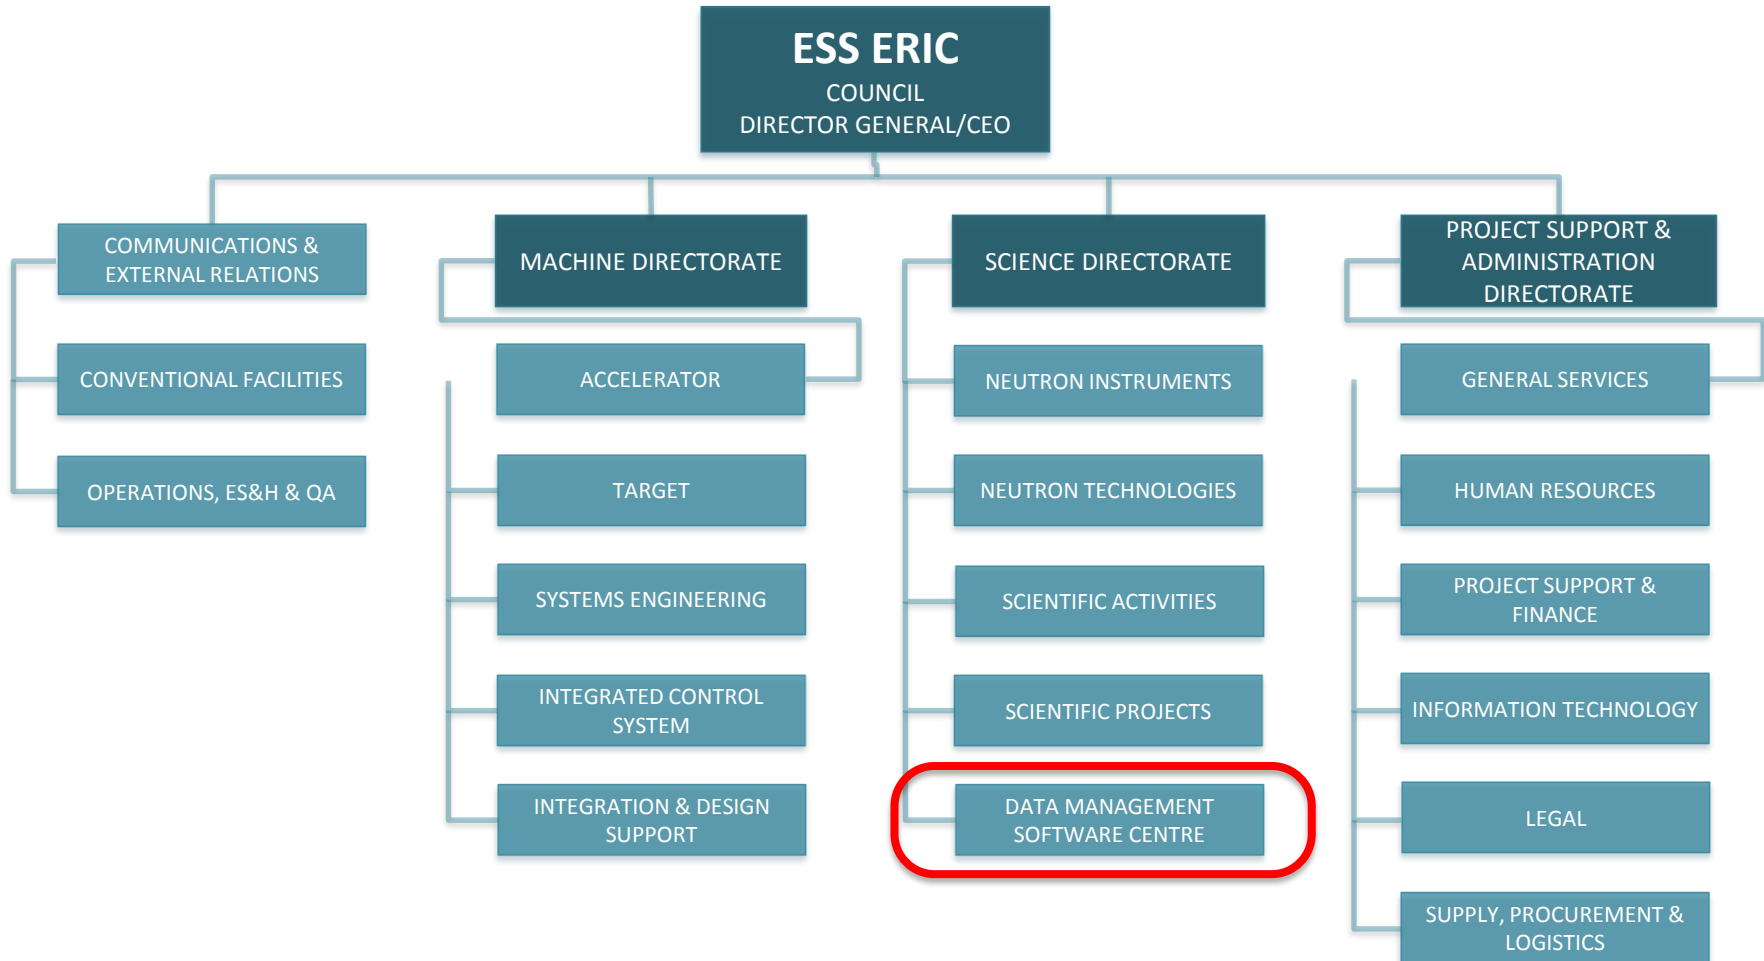 ESS ERIC
COUNCIL
DIRECTOR GENERAL/CEO
COMMUNICATIONS &
EXTERNAL RELATIONS
CONVENTIONAL FACILITIES
OPERATIONS, ES&H & QA
MACHINE DIRECTORATE
ACCELERATOR
TARGET
SYSTEMS ENGINEERING
INTEGRATED CONTROL
SYSTEM
INTEGRATION & DESIGN
SUPPORT
SCIENCE DIRECTORATE
NEUTRON INSTRUMENTS
NEUTRON TECHNOLOGIES
SCIENTIFIC ACTIVITIES
SCIENTIFIC PROJECTS
DATA MANAGEMENT
SOFTWARE CENTRE
PROJECT SUPPORT &
ADMINISTRATION
DIRECTORATE
GENERAL SERVICES
HUMAN RESOURCES
PROJECT SUPPORT &
FINANCE
INFORMATION TECHNOLOGY
LEGAL
SUPPLY, PROCUREMENT &
LOGISTICS